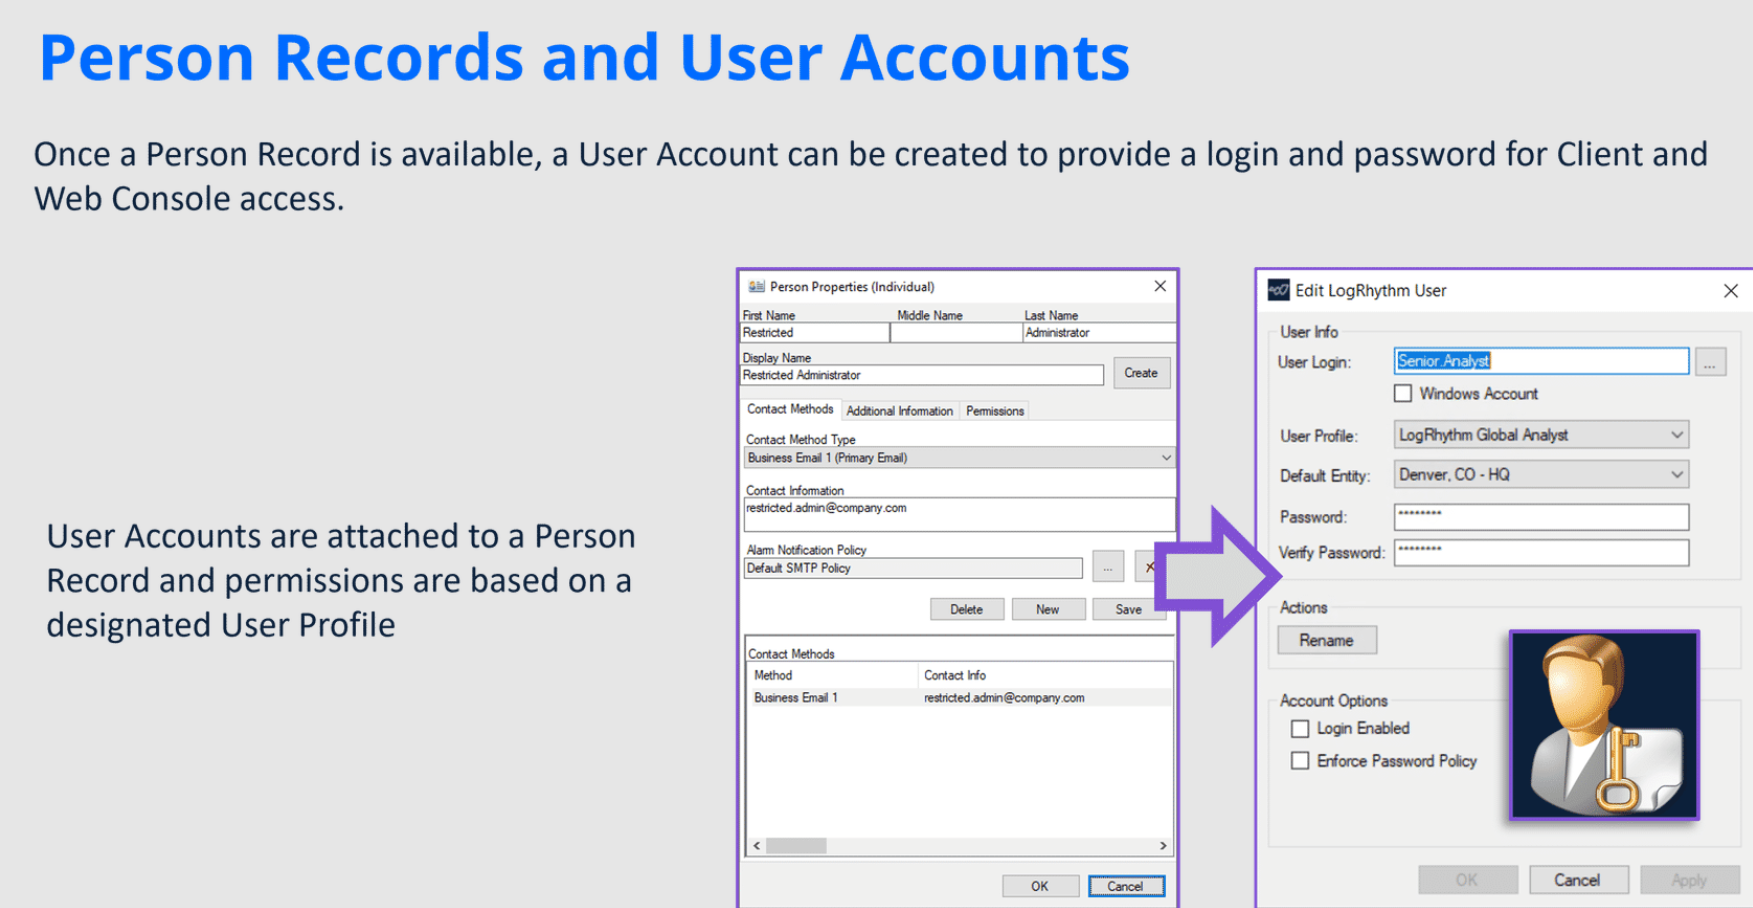 Person Records and User Accounts
Once a Person Record is available, a User Account can be created to provide a login and password for Client and
Web Console access.
User Accounts are attached to a Person
Record and permissions are based on a
designated User Profile
Person Properties (Individual)
First Name Middle Name Last Name
Restricted Administrator
Display Name
Restricted Administrator
Create
Contact Methods Additional Information Permissions
Contact Method Type
Business Email 1 (Primary Email)
Contact Information
restricted.admin@company.com
Alarm Notification Policy
Default SMTP Policy
...
Delete New Save
Contact Methods
Method Contact Info
Business Email 1 restricted.admin@company.com
OK Cancel
Edit LogRhythm User
User Info
User Login: Senior.Analyst ...
Windows Account
User Profile: LogRhythm Global Analyst
Default Entity: Denver, CO - HQ
Password: ********
Verify Password: ********
Actions
Rename
Account Options
Login Enabled
Enforce Password Policy
OK Cancel Apply